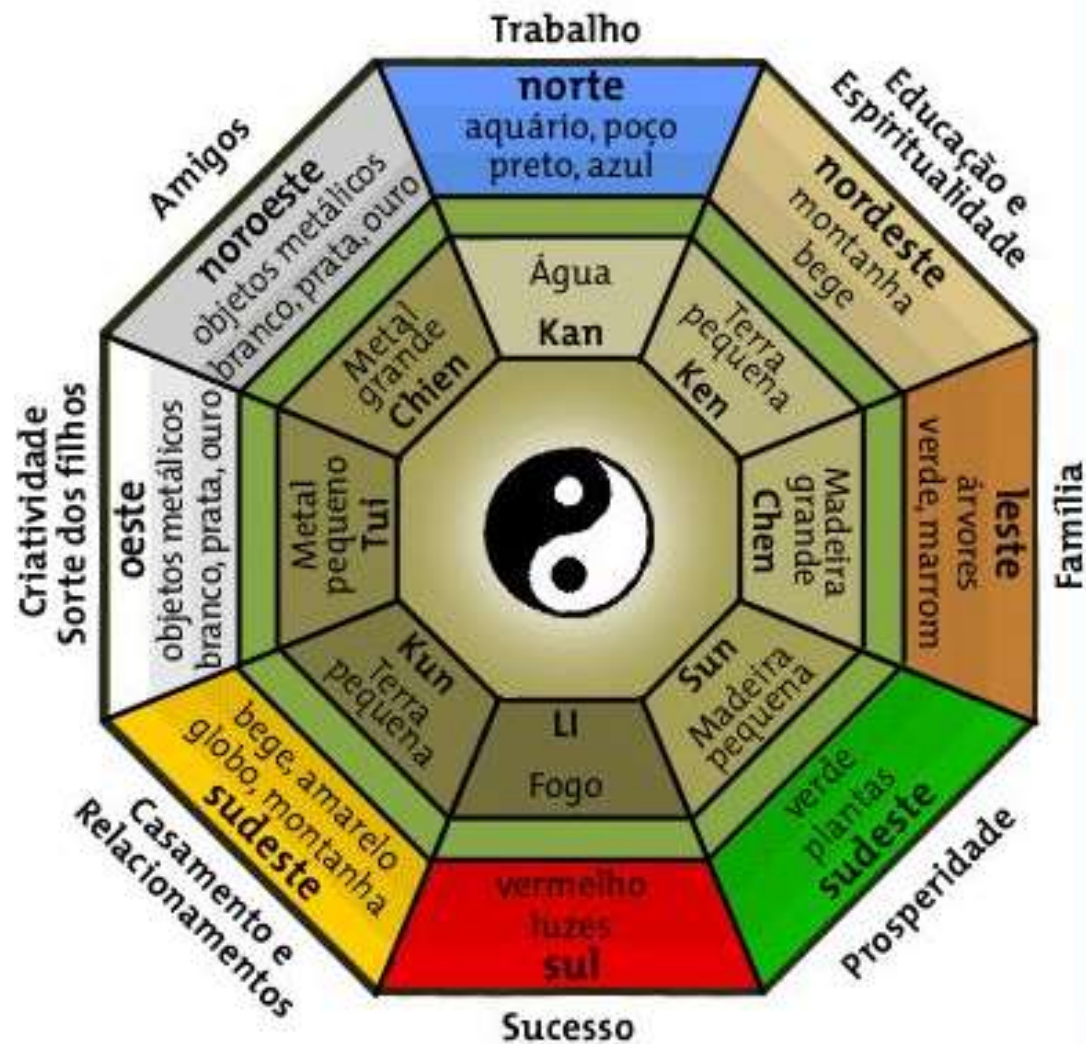 Trabalho
norte
aquário, poço
preto, azul
Água
Kan
Educação e
Espiritualidade
nordeste
montanha
bege
Terra
pequena
Ken
Família
leste
árvores
verde, marrom
Madeira
grande
Chen
Sun
Madeira
pequena
verde
plantas
sudeste
Prosperidade
LI
Fogo
vermelho
luzes
sul
Sucesso
Kun
Terra
pequena
bege, amarelo
globo, montanha
sudeste
Casamento e
Relacionamentos
Criatividade
Sorte dos filhos
oeste
objetos metálicos
branco, prata, ouro
Metal
pequeno
Tui
Amigos
noroeste
objetos metálicos
branco, prata, ouro
Metal
grande
Chien